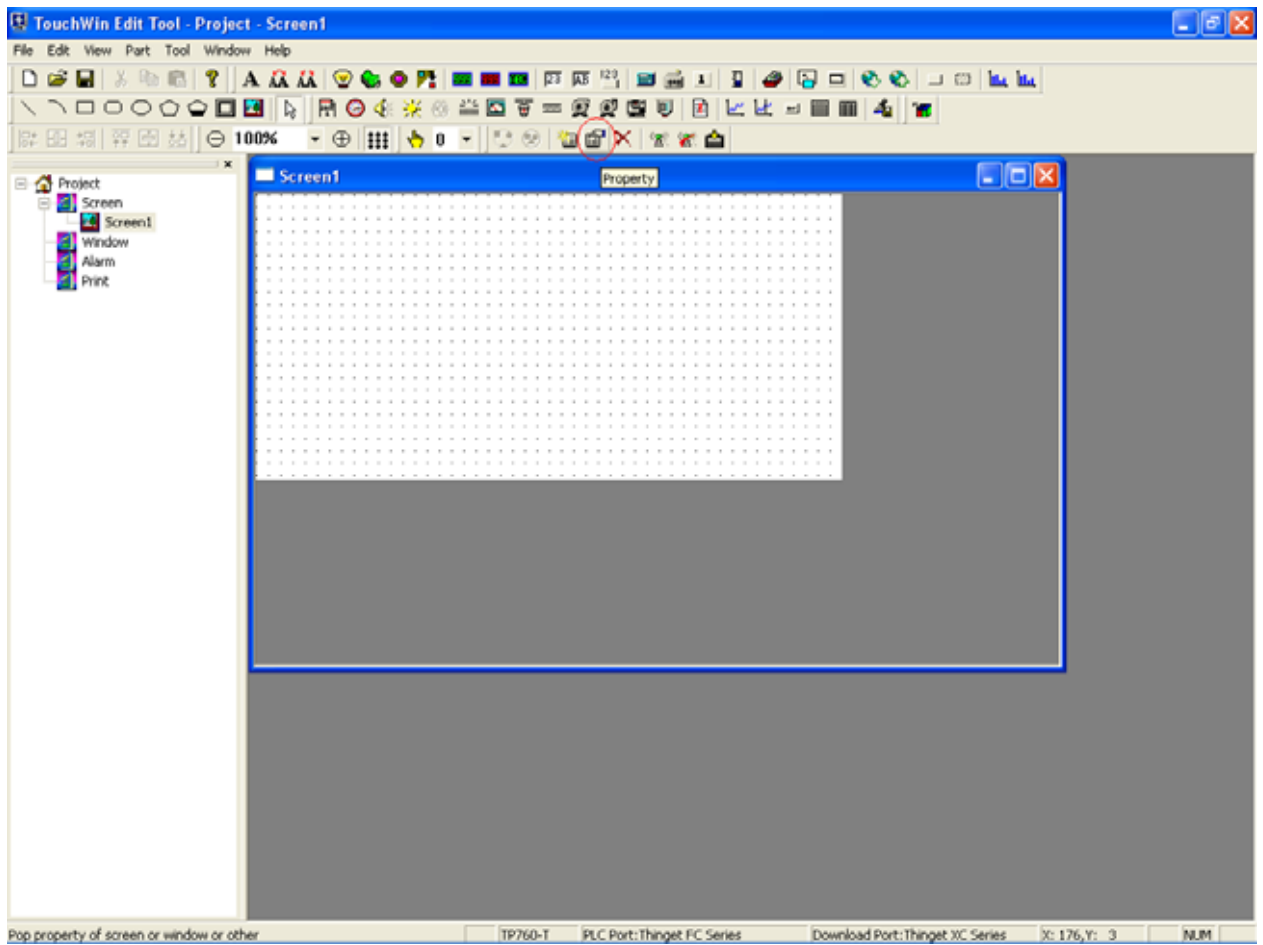 TouchWin Edit Tool - Project - Screen1
File Edit View Part Tool Window Help
100%
0
Project
Screen
Screen1
Window
Alarm
Print
Screen1
Property
Pop property of screen or window or other
TP760-T
PLC Port:Thinget FC Series
Download Port:Thinget XC Series
X: 176,Y: 3
NUM